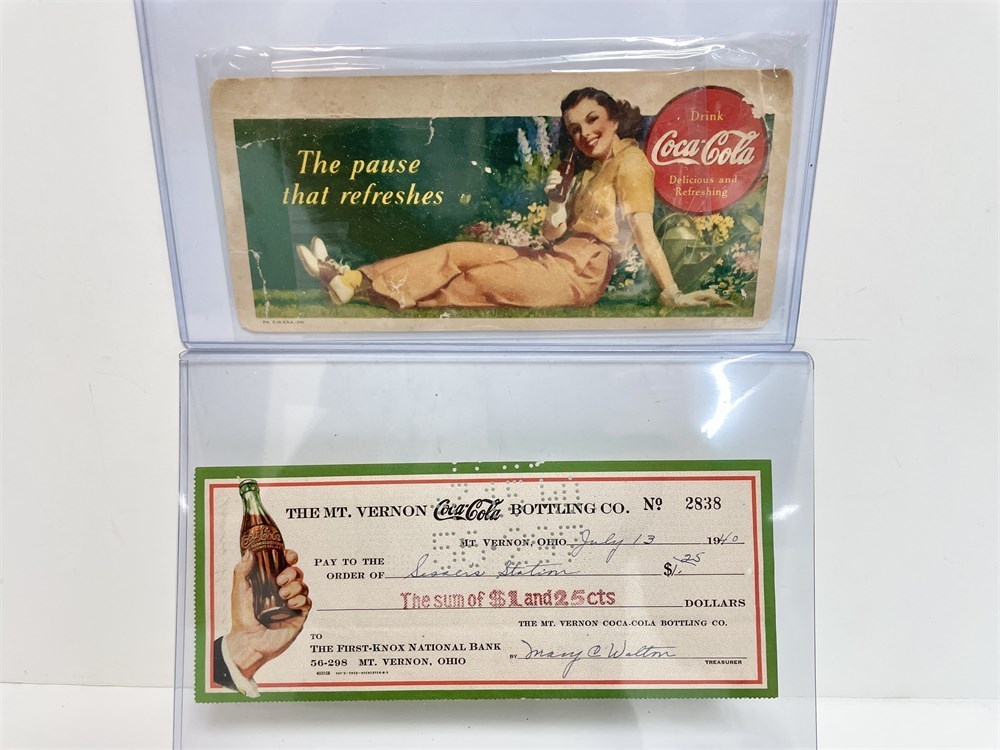 The pause
that refreshes
Drink
Coca-Cola
Delicious and
Refreshing
THE MT. VERNON Coca-Cola BOTTLING CO. No 2838
MT. VERNON, OHIO July 13 1940
PAY TO THE
ORDER OF Station $1.25
The sum of $1 and 25 cts DOLLARS
THE MT. VERNON COCA-COLA BOTTLING CO.
TO
THE FIRST-KNOX NATIONAL BANK
56-298 MT. VERNON, OHIO
BY Mary C Walton
TREASURER